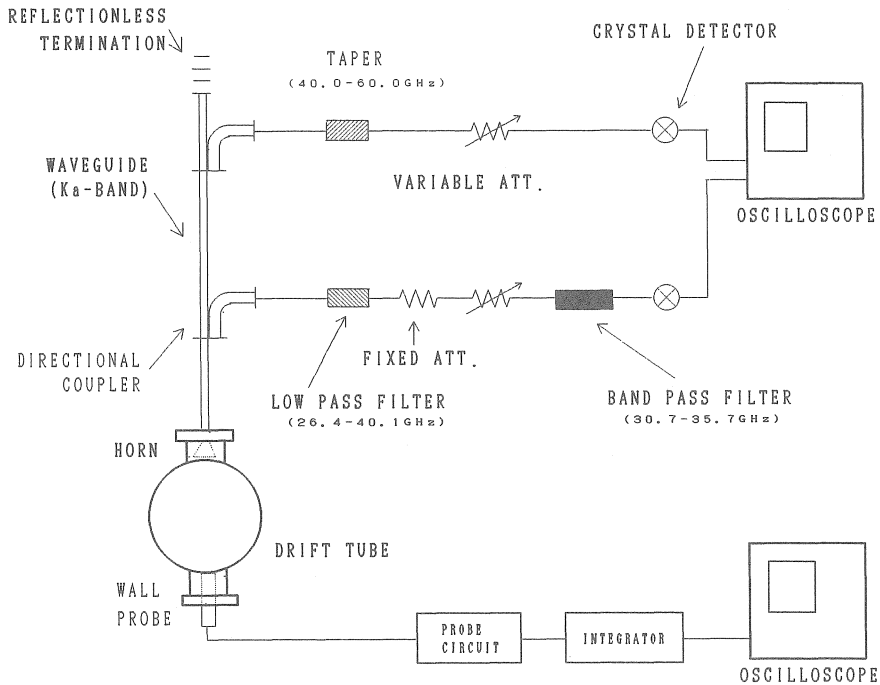 REFLECTIONLESS
TERMINATION
TAPER
(40.0-60.0GHz)
CRYSTAL DETECTOR
WAVEGUIDE
(Ka-BAND)
VARIABLE ATT.
OSCILLOSCOPE
DIRECTIONAL
COUPLER
FIXED ATT.
LOW PASS FILTER
(26.4-40.1GHz)
BAND PASS FILTER
(30.7-35.7GHz)
HORN
DRIFT TUBE
WALL
PROBE
PROBE
CIRCUIT
INTEGRATOR
OSCILLOSCOPE